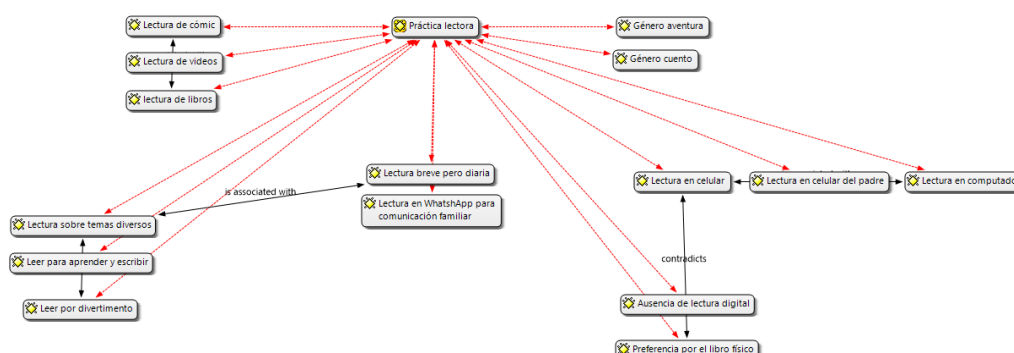 Lectura de cómic
Práctica lectora
Género aventura
Lectura de videos
Género cuento
lectura de libros
Lectura breve pero diaria
Lectura en celular
Lectura en celular del padre
Lectura en computado
is associated with
Lectura en WhatshApp para
comunicación familiar
Lectura sobre temas diversos
Leer para aprender y escribir
contradicts
Leer por divertimento
Ausencia de lectura digital
Preferencia por el libro físico